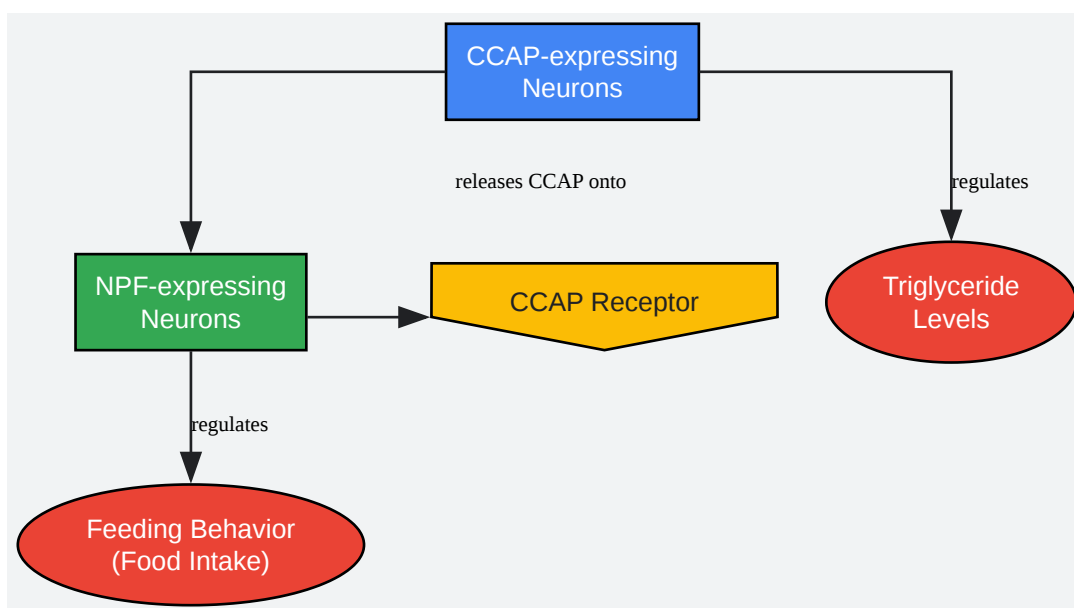 CCAP-expressing
Neurons
releases CCAP onto
regulates
NPF-expressing
Neurons
CCAP Receptor
Triglyceride
Levels
regulates
Feeding Behavior
(Food Intake)